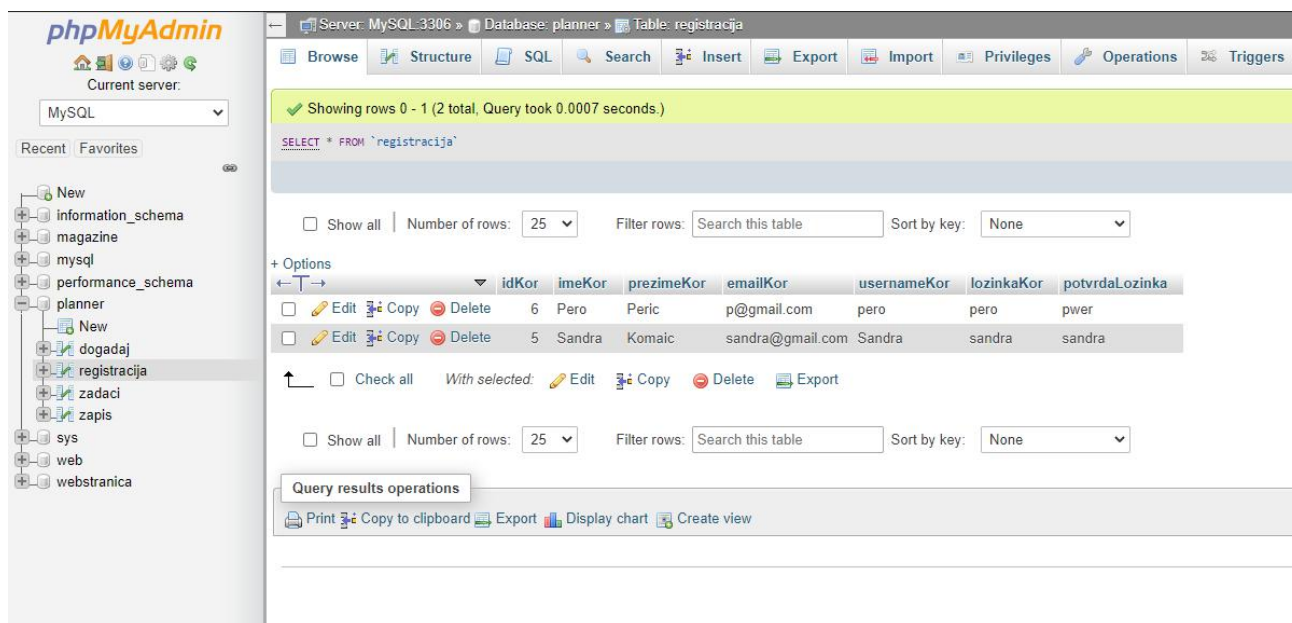 phpMyAdmin
Current server:
MySQL
Recent Favorites
New
information_schema
magazine
mysql
performance_schema
planner
New
dogadaj
registracija
zadaci
zapis
sys
web
webstranica
Server: MySQL:3306 » Database: planner » Table: registracija
Browse Structure SQL Search Insert Export Import Privileges Operations Triggers
Showing rows 0 - 1 (2 total, Query took 0.0007 seconds.)
SELECT * FROM `registracija`
Show all | Number of rows: 25 Filter rows: Search this table Sort by key: None
+ Options
←T→ idKor imeKor prezimeKor emailKor usernameKor lozinkaKor potvrdaLozinka
Edit Copy Delete 6 Pero Peric p@gmail.com pero pero pwer
Edit Copy Delete 5 Sandra Komaic sandra@gmail.com Sandra sandra sandra
Check all With selected: Edit Copy Delete Export
Show all | Number of rows: 25 Filter rows: Search this table Sort by key: None
Query results operations
Print Copy to clipboard Export Display chart Create view